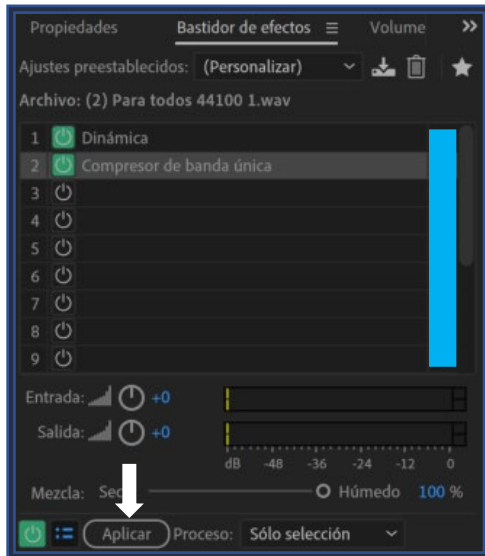 Propiedades Bastidor de efectos Volume
Ajustes preestablecidos: (Personalizar)
Archivo: (2) Para todos 44100 1.wav
1 Dinámica
2 Compresor de banda única
3
4
5
6
7
8
9
Entrada: +0
Salida: +0
dB -48 -36 -24 -12 0
Mezcla: Húmedo 100 %
Aplicar Proceso: Sólo selección